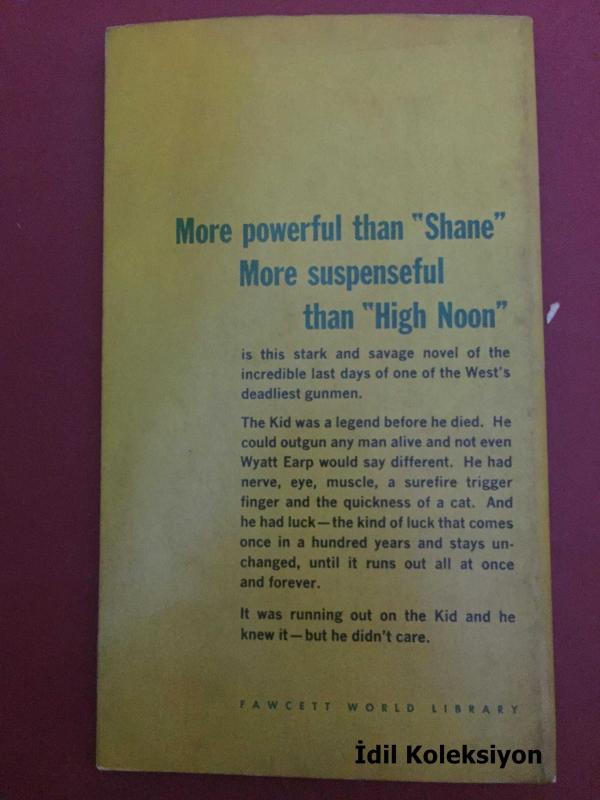 More powerful than "Shane"
More suspenseful
than "High Noon"
is this stark and savage novel of the
incredible last days of one of the West's
deadliest gunmen.
The Kid was a legend before he died. He
could outgun any man alive and not even
Wyatt Earp would say different. He had
nerve, eye, muscle, a surefire trigger
finger and the quickness of a cat. And
he had luck—the kind of luck that comes
once in a hundred years and stays un-
changed, until it runs out all at once
and forever.
It was running out on the Kid and he
knew it—but he didn't care.
FAWCETT WORLD LIBRARY
İdil Koleksiyon